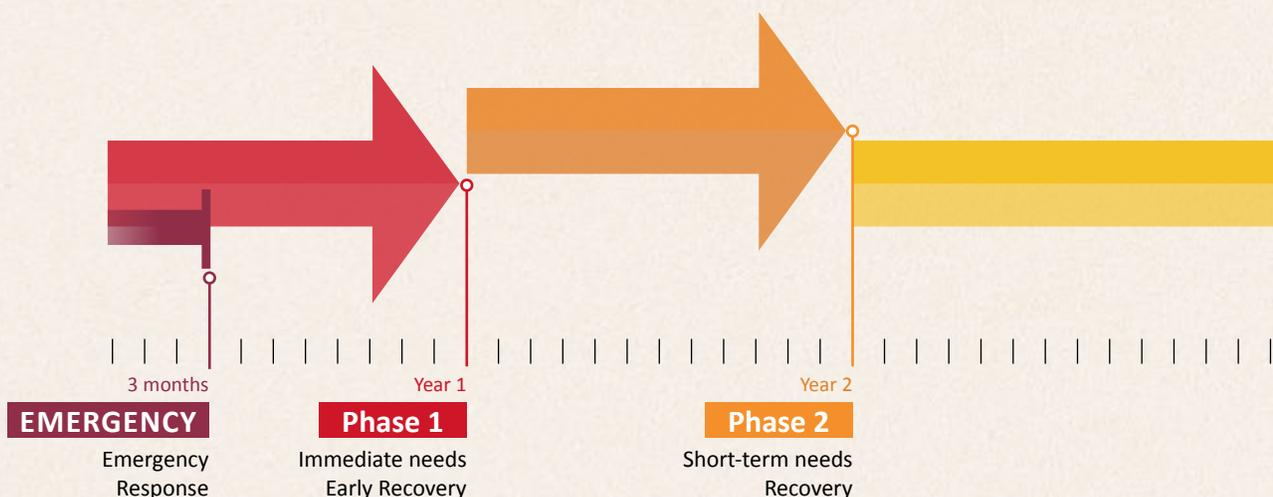 3 months
Year 1
Year 2
EMERGENCY
Phase 1
Phase 2
Emergency
Response
Immediate needs
Early Recovery
Short-term needs
Recovery